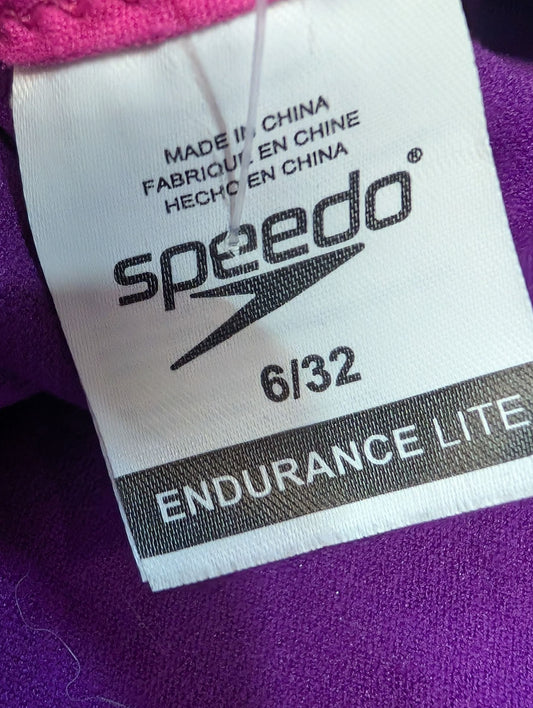 MADE IN CHINA
FABRIQUE EN CHINE
HECHO EN CHINA
speedo®
6/32
ENDURANCE LITE